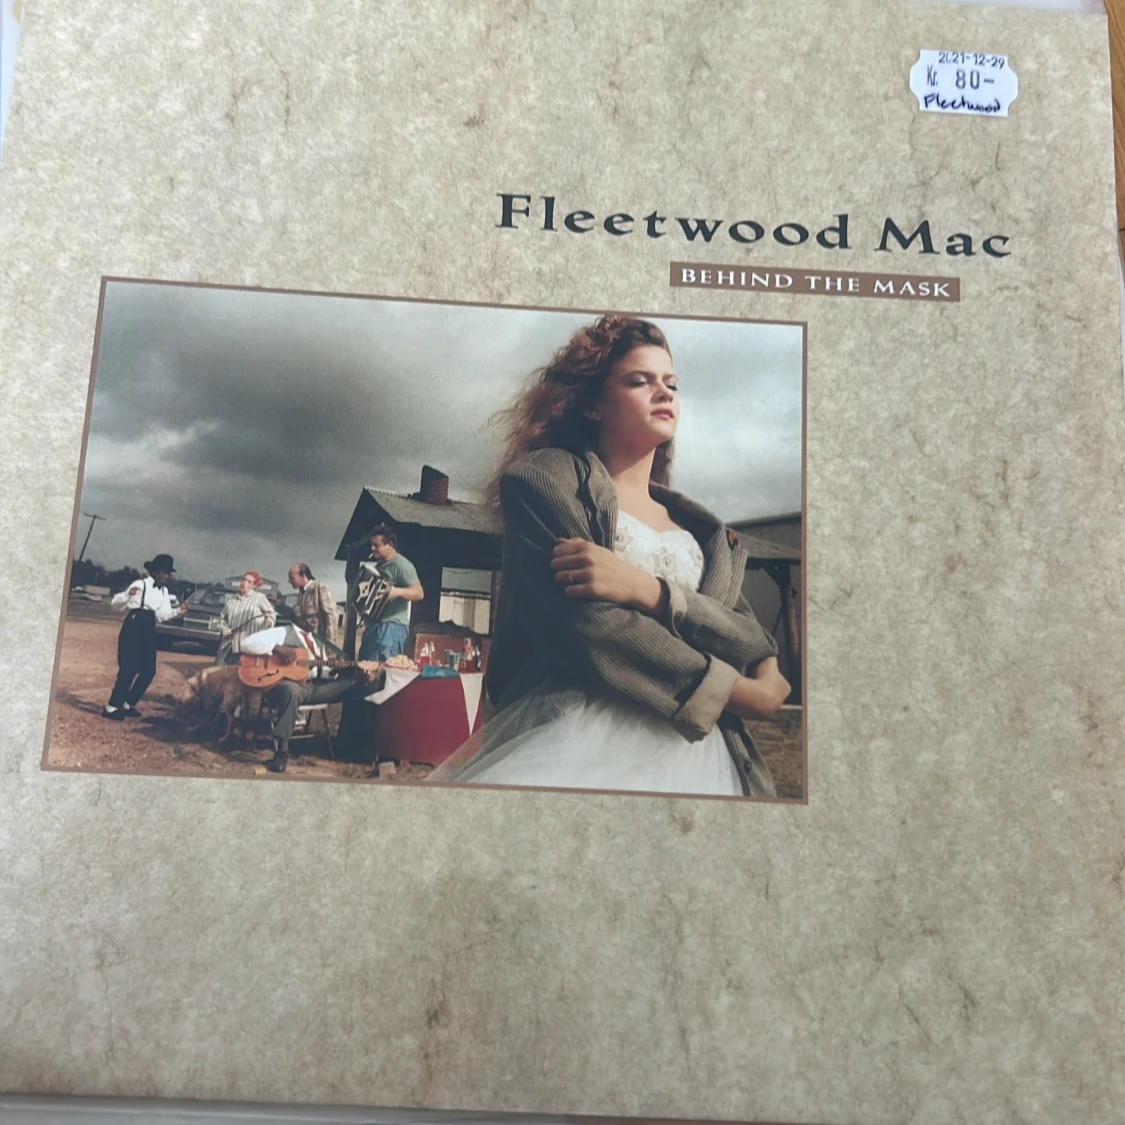 2021-12-29
Kr. 80-
Fleetwood
Fleetwood Mac
BEHIND THE MASK